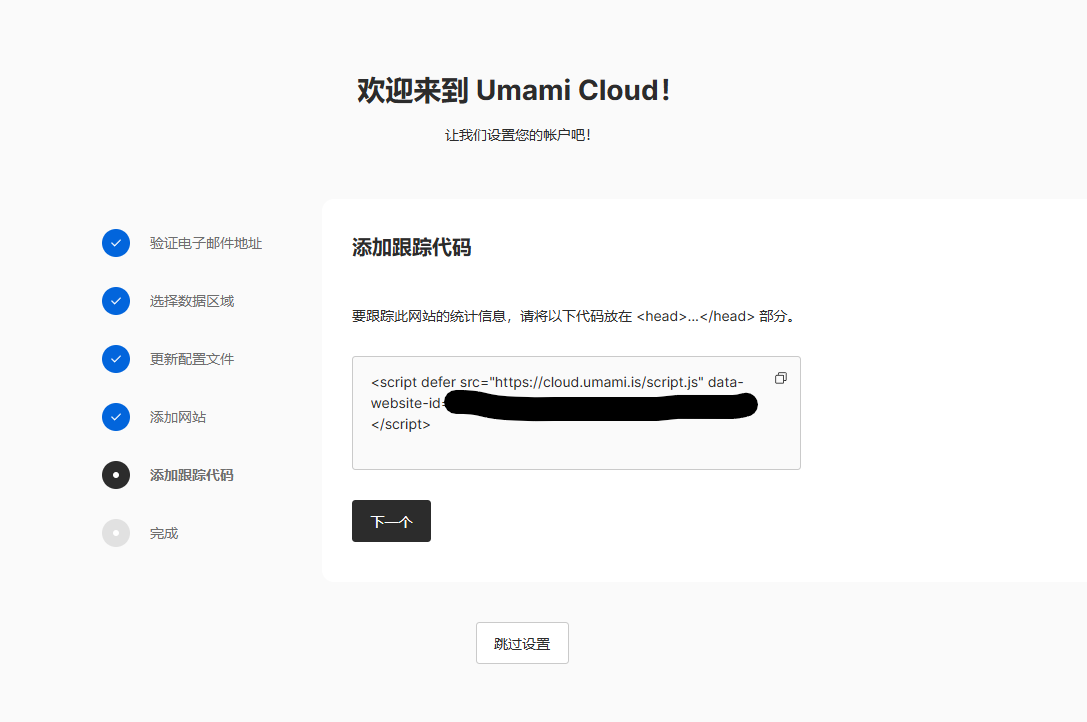 欢迎来到 Umami Cloud！
让我们设置您的帐户吧！
验证电子邮件地址
选择数据区域
更新配置文件
添加网站
添加跟踪代码
完成
添加跟踪代码
要跟踪此网站的统计信息，请将以下代码放在 <head>...</head> 部分。
<script defer src="https://cloud.umami.is/script.js" data-
website-id=
</script>
下一个
跳过设置